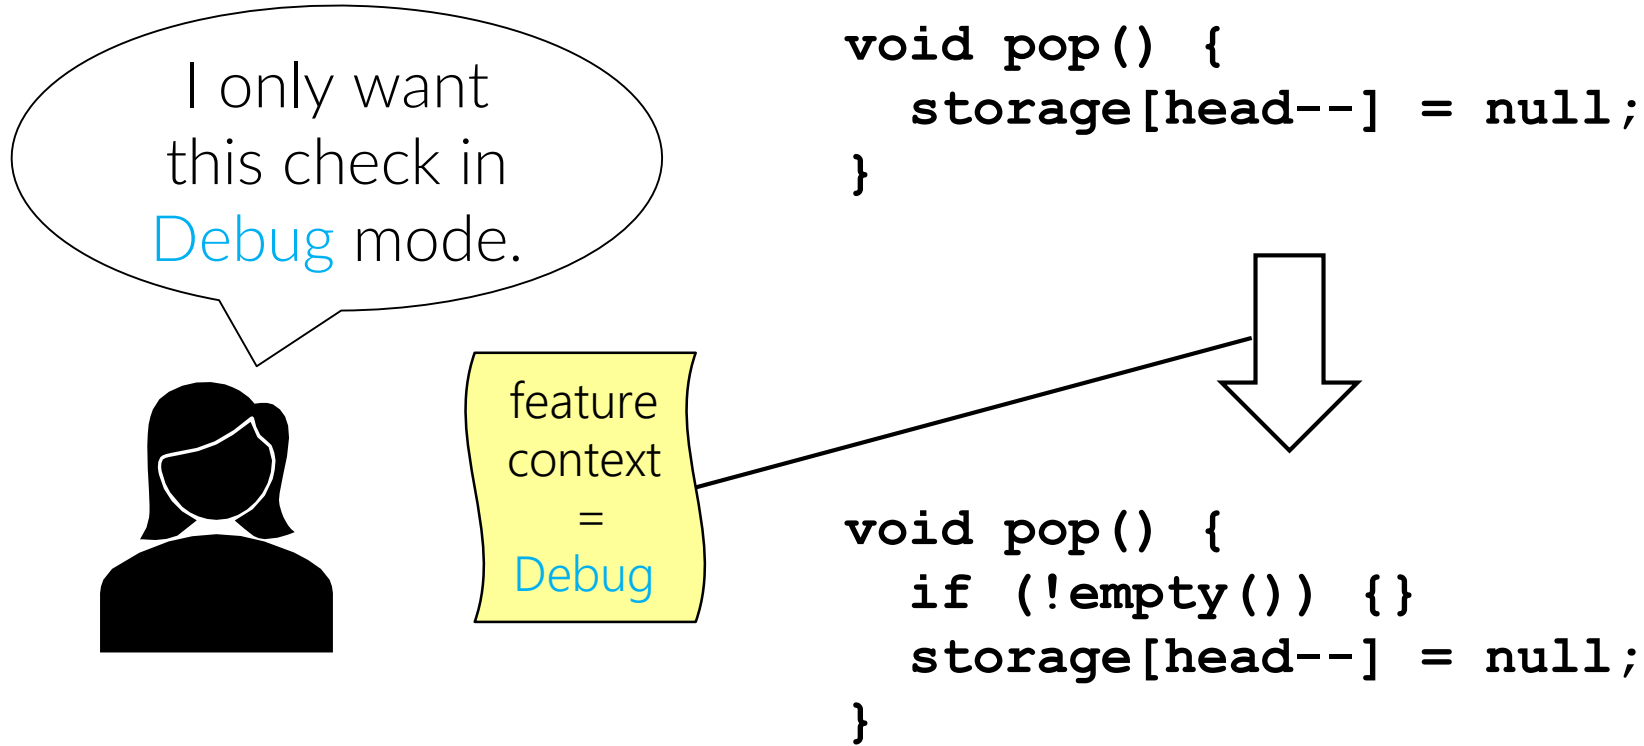 I only want
this check in
Debug mode.
feature
context
=
Debug
void pop() {
  storage[head--] = null;
}
void pop() {
  if (!empty()) {}
  storage[head--] = null;
}